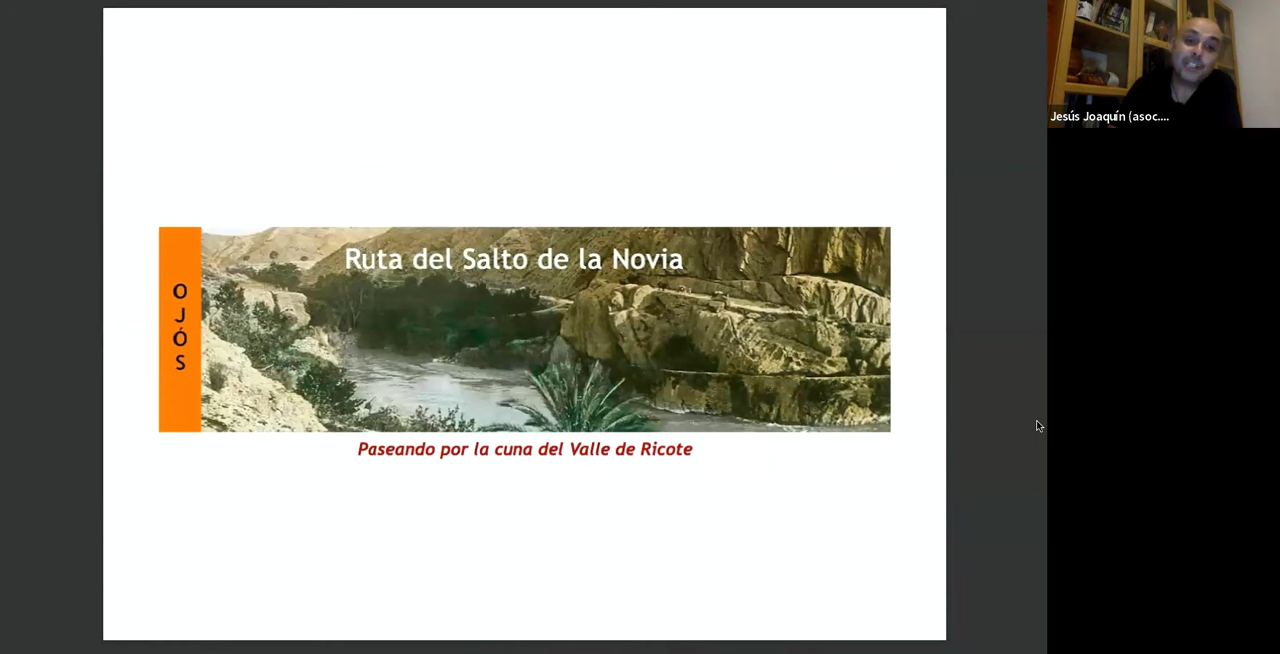 Ruta del Salto de la Novia
OJÓS
Paseando por la cuna del Valle de Ricote
Jesús Joaquín (asoc....